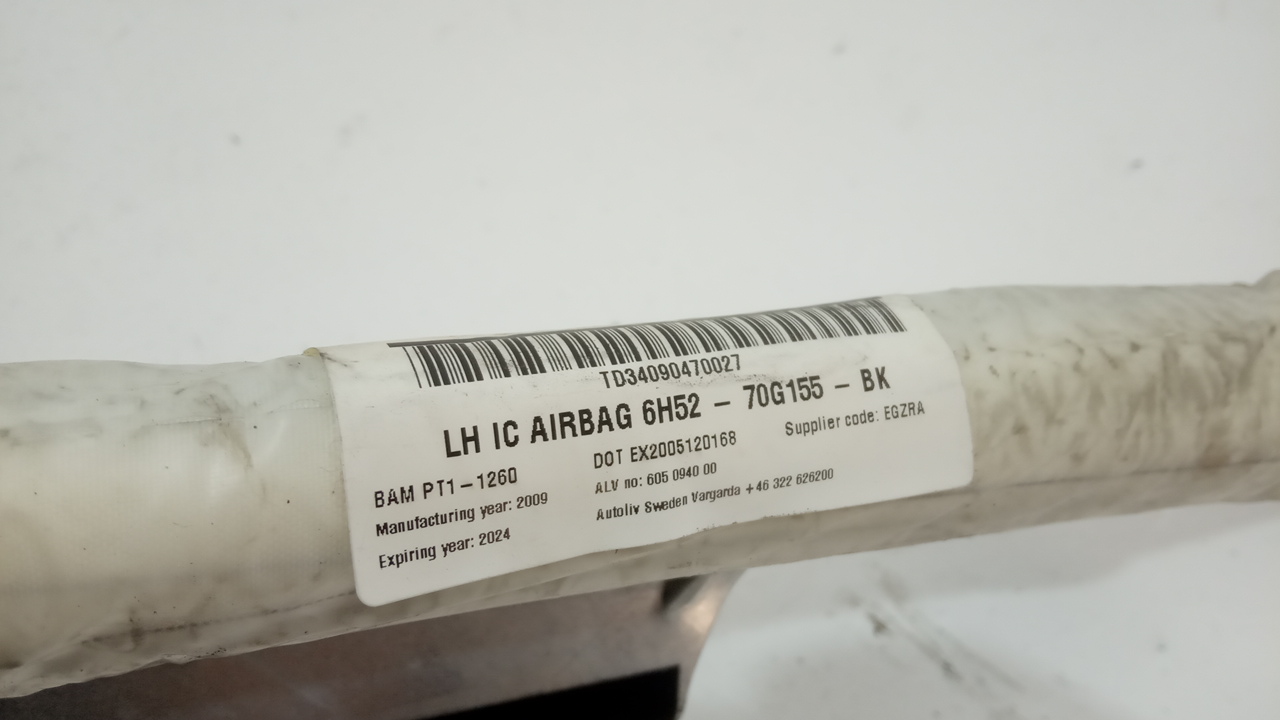 TD34090470027
LH IC AIRBAG 6H52 - 70G155 - BK
BAM PT1-1260
DOT EX2005120168
Supplier code: EGZRA
Manufacturing year: 2009
ALV no: 605 0940 00
Expiring year: 2024
Autoliv Sweden Vargarda +46 322 626200